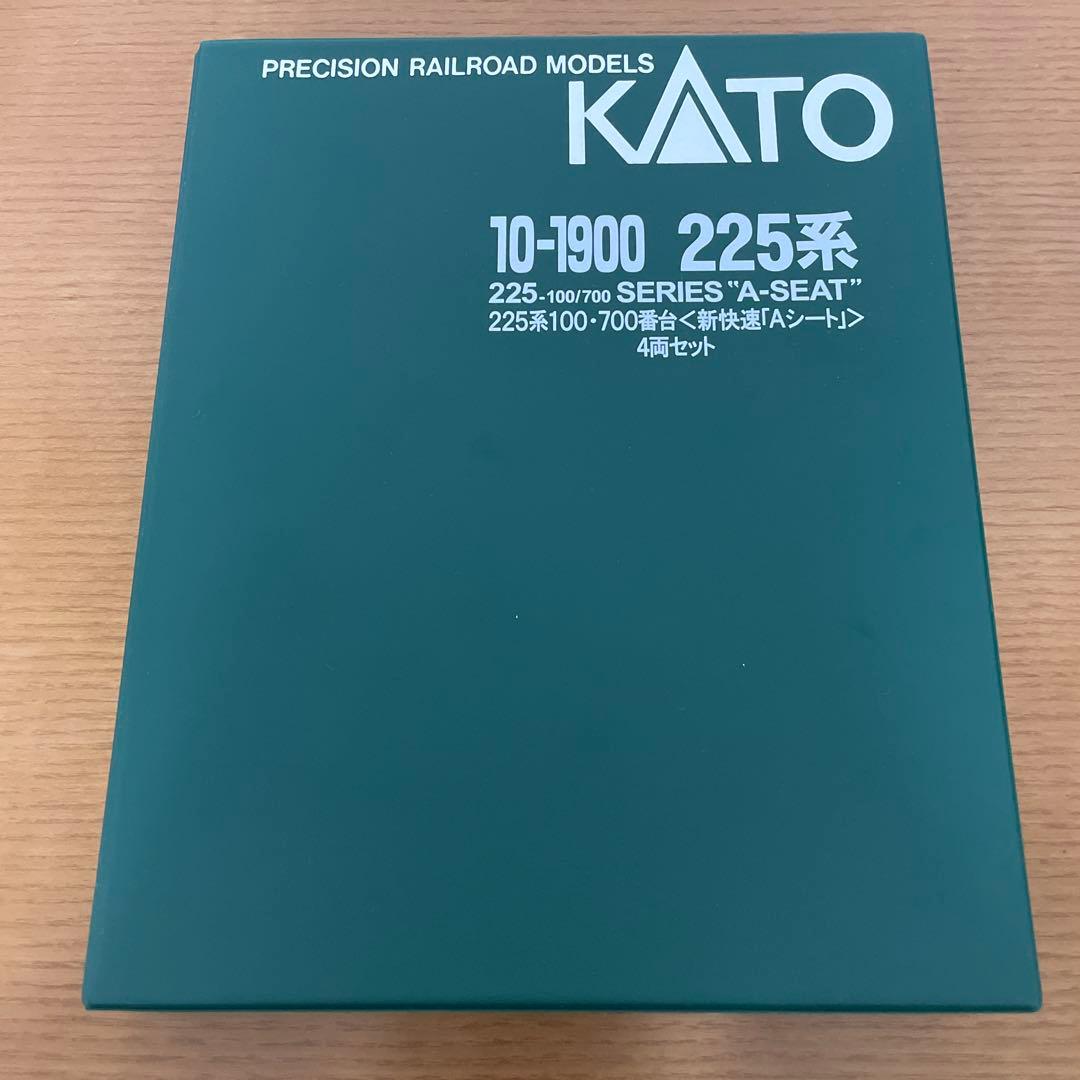 PRECISION RAILROAD MODELS
KATO
10-1900 225系
225-100/700 SERIES "A-SEAT"
225系100・700番台＜新快速「Aシート」＞
4両セット